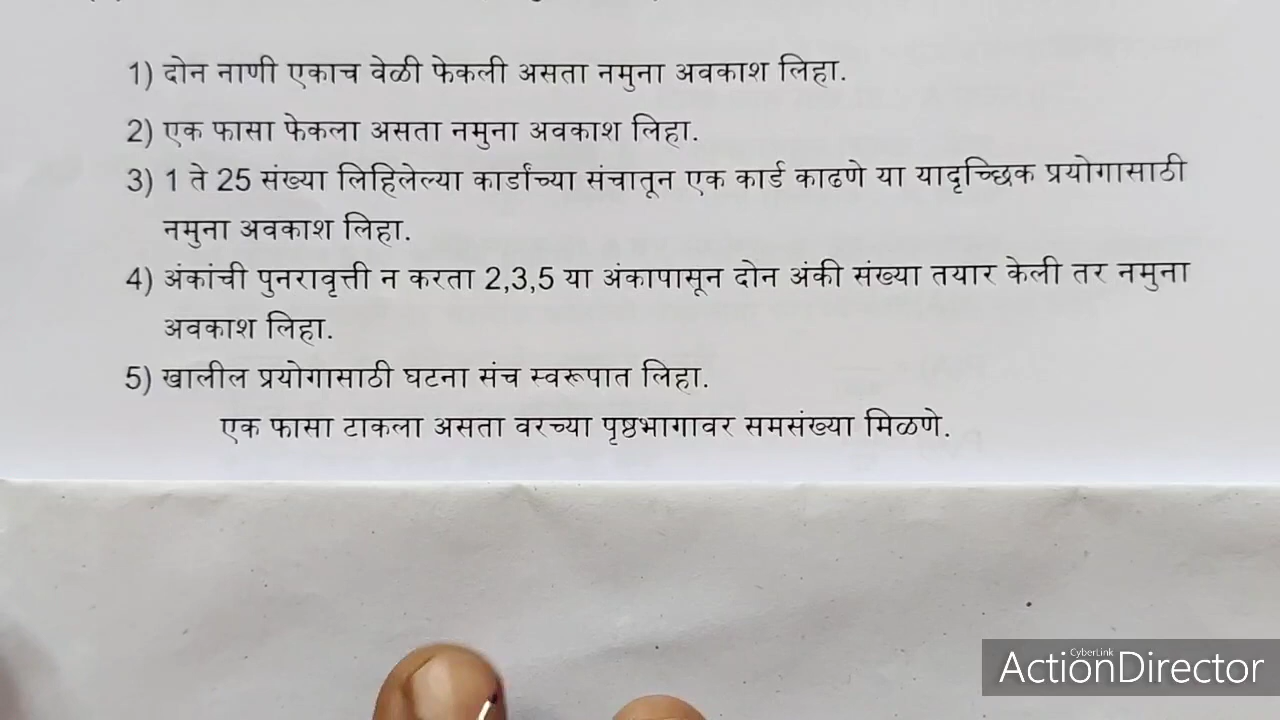 1) दोन नाणी एकाच वेळी फेकली असता नमुना अवकाश लिहा.
2) एक फासा फेकला असता नमुना अवकाश लिहा.
3) 1 ते 25 संख्या लिहिलेल्या कार्डांच्या संचातून एक कार्ड काढणे या यादृच्छिक प्रयोगासाठी
नमुना अवकाश लिहा.
4) अंकांची पुनरावृत्ती न करता 2,3,5 या अंकापासून दोन अंकी संख्या तयार केली तर नमुना
अवकाश लिहा.
5) खालील प्रयोगासाठी घटना संच स्वरूपात लिहा.
एक फासा टाकला असता वरच्या पृष्ठभागावर समसंख्या मिळणे.
CyberLink
ActionDirector